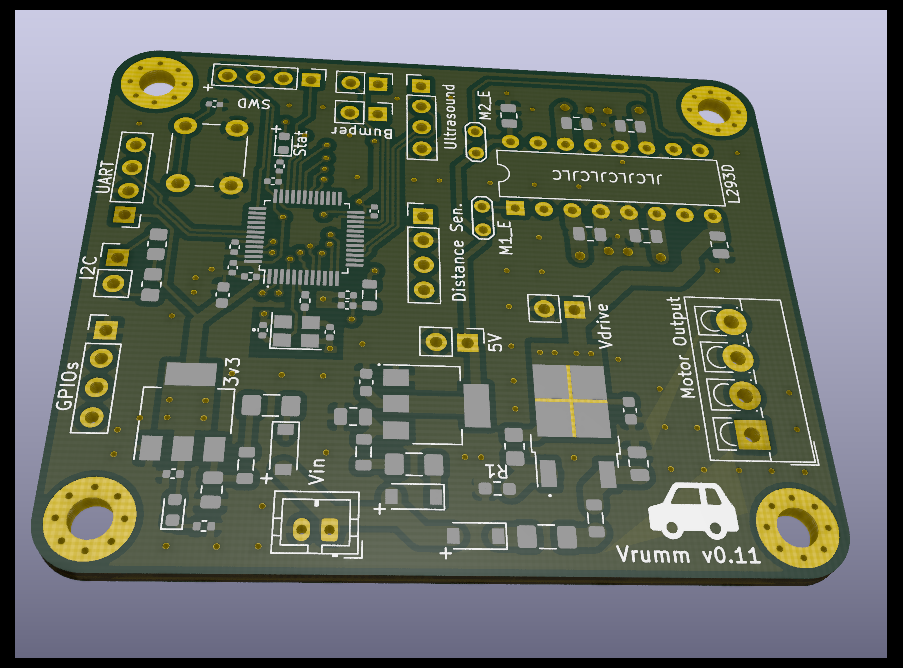 SWD
+
Bumper
Ultrasound
M2_E
+
Stat
UART
JLCJLCJLCJLC
L293D
I2C
Distance Sen.
M1_E
GPIOs
3v3
5V
Vdrive
Motor Output
Vin
+
-
R1
+
+
Vrumm v0.11